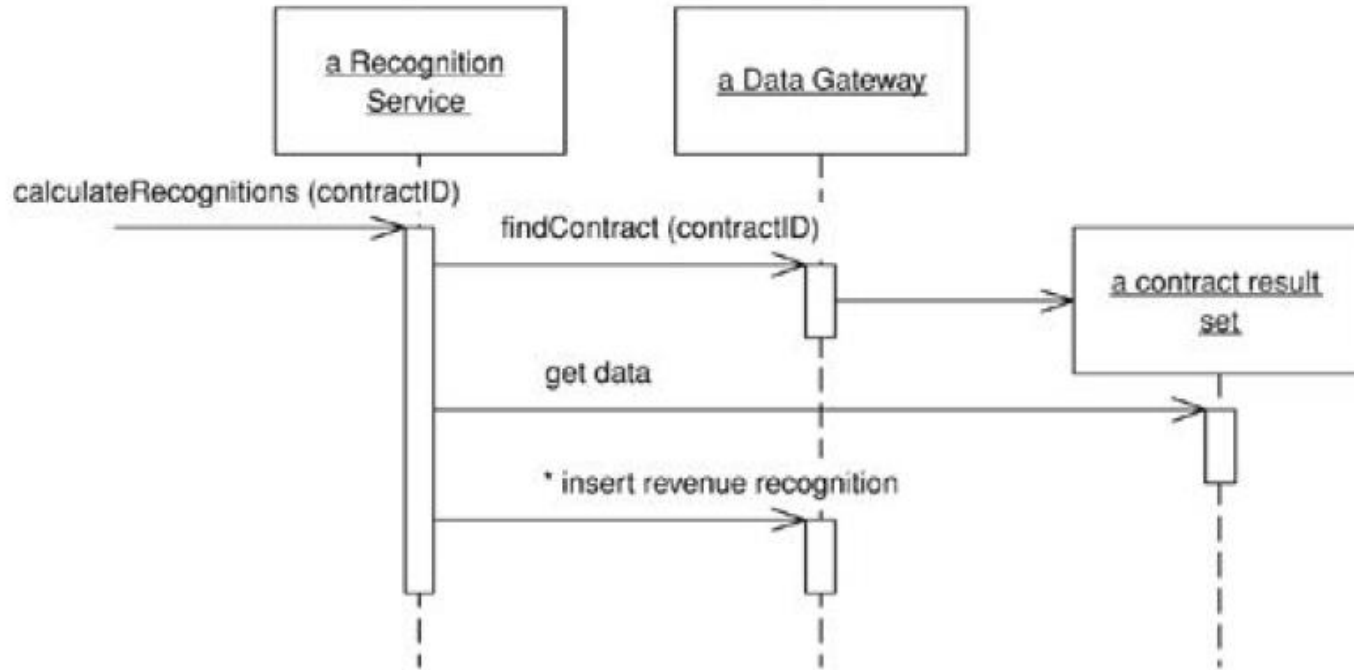 a Recognition
Service
a Data Gateway
calculateRecognitions (contractID)
findContract (contractID)
a contract result
set
get data
* insert revenue recognition